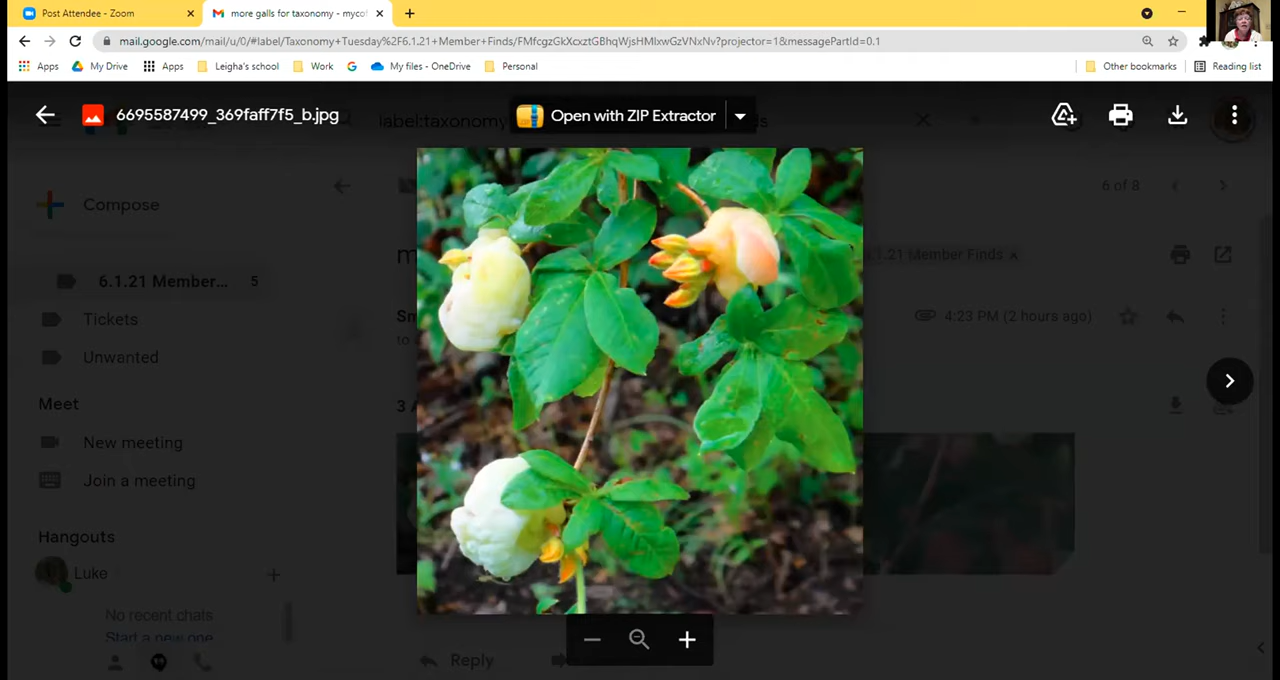 Post Attendee - Zoom
more galls for taxonomy - myco
mail.google.com/mail/u/0/#label/Taxonomy+Tuesday%2F6.1.21+Member+Finds/FMfcgzGkXcxztGBhqWjsHMlxwGzVNxNv?projector=1&messagePartId=0.1
Apps My Drive Apps Leigha's school Work My files - OneDrive Personal Other bookmarks Reading list
6695587499_369faff7f5_b.jpg
Open with ZIP Extractor
label:taxonomy
Compose
6 of 8
6.1.21 Member Finds
6.1.21 Member... 5
Tickets
4:23 PM (2 hours ago)
Unwanted
Meet
New meeting
Join a meeting
Hangouts
Luke
No recent chats
Start a new one
Reply